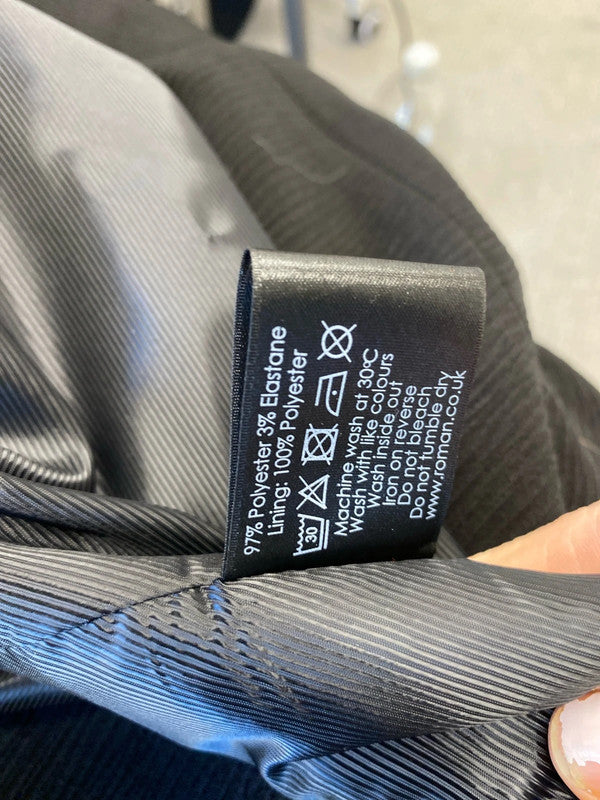 97% Polyester 3% Elastane
Lining: 100% Polyester
30
Machine wash at 30°C
Wash with like colours
Wash inside out
Iron on reverse
Do not bleach
Do not tumble dry
www.roman.co.uk